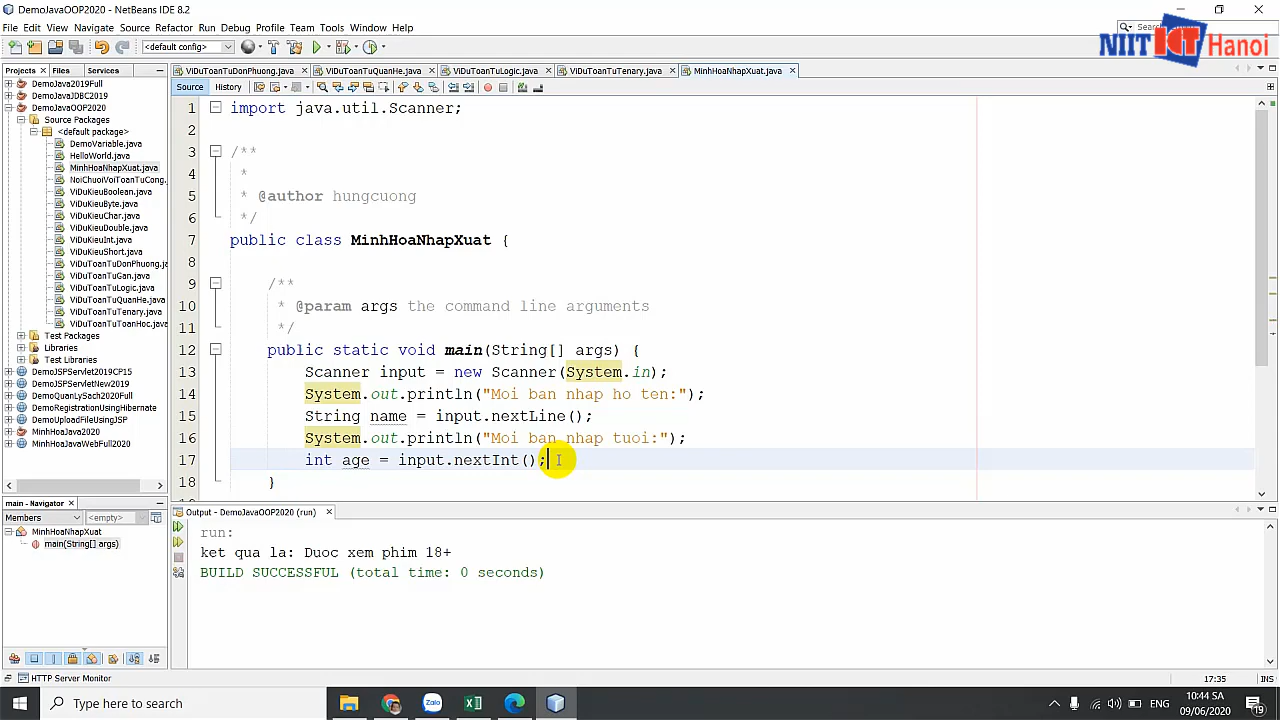 DemoJavaOOP2020 - NetBeans IDE 8.2
File Edit View Navigate Source Refactor Run Debug Profile Team Tools Window Help
NIIT ICT Hanoi
<default config>
Projects Files Services
ViDuToanTuDonPhuong.java ViDuToanTuQuanHe.java ViDuToanTuLogic.java ViDuToanTuTenary.java MinhHoaNhapXuat.java
Source History
Java2019Full
JavaJDBC2019
DemoJavaOOP2020
Source Packages
<default package>
DemoVariable.java
HelloWorld.java
MinhHoaNhapXuat.java
NoiChuoiVoiToanTuCong.
ViDuKieuBoolean.java
ViDuKieuByte.java
ViDuKieuChar.java
ViDuKieuDouble.java
ViDuKieuInt.java
ViDuKieuShort.java
ViDuToanTuDonPhuong.ja
ViDuToanTuGan.java
ViDuToanTuLogic.java
ViDuToanTuQuanHe.java
ViDuToanTuTenary.java
ViDuToanTuToanHoc.java
Test Packages
Libraries
Test Libraries
DemoJSPServlet2019CP15
DemoJSPServletNew2019
DemoQuanLySach2020Full
DemoRegistrationUsingHibernate
DemoUploadFileUsingJSP
MinhHoaJavaWebFull2020
1 import java.util.Scanner;
2
3 /**
4 *
5 * @author hungcuong
6 */
7 public class MinhHoaNhapXuat {
8
9 /**
10 * @param args the command line arguments
11 */
12 public static void main(String[] args) {
13 Scanner input = new Scanner(System.in);
14 System.out.println("Moi ban nhap ho ten:");
15 String name = input.nextLine();
16 System.out.println("Moi ban nhap tuoi:");
17 int age = input.nextInt();
18 }
main - Navigator
Members <empty>
MinhHoaNhapXuat
main(String[] args)
Output - DemoJavaOOP2020 (run)
run:
ket qua la: Duoc xem phim 18+
BUILD SUCCESSFUL (total time: 0 seconds)
HTTP Server Monitor
17:35 INS
Type here to search
Zalo
ENG
10:44 SA
09/06/2020
19